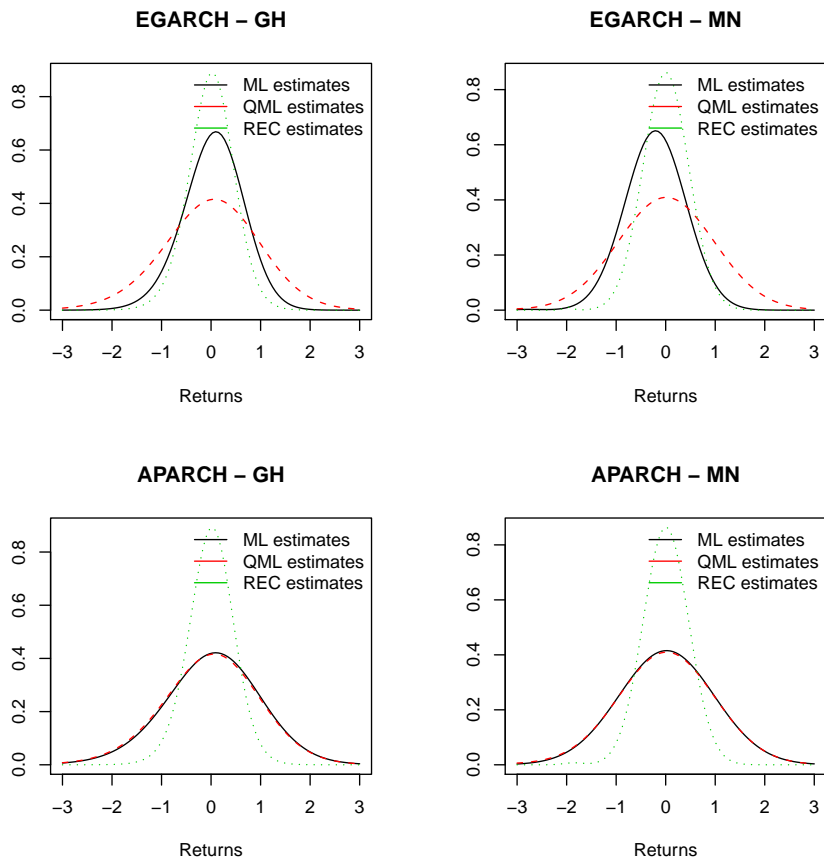 EGARCH − GH
ML estimates
QML estimates
REC estimates
0.0 0.2 0.4 0.6 0.8
−3 −2 −1 0 1 2 3
Returns
EGARCH − MN
ML estimates
QML estimates
REC estimates
0.0 0.2 0.4 0.6 0.8
−3 −2 −1 0 1 2 3
Returns
APARCH − GH
ML estimates
QML estimates
REC estimates
0.0 0.2 0.4 0.6 0.8
−3 −2 −1 0 1 2 3
Returns
APARCH − MN
ML estimates
QML estimates
REC estimates
0.0 0.2 0.4 0.6 0.8
−3 −2 −1 0 1 2 3
Returns